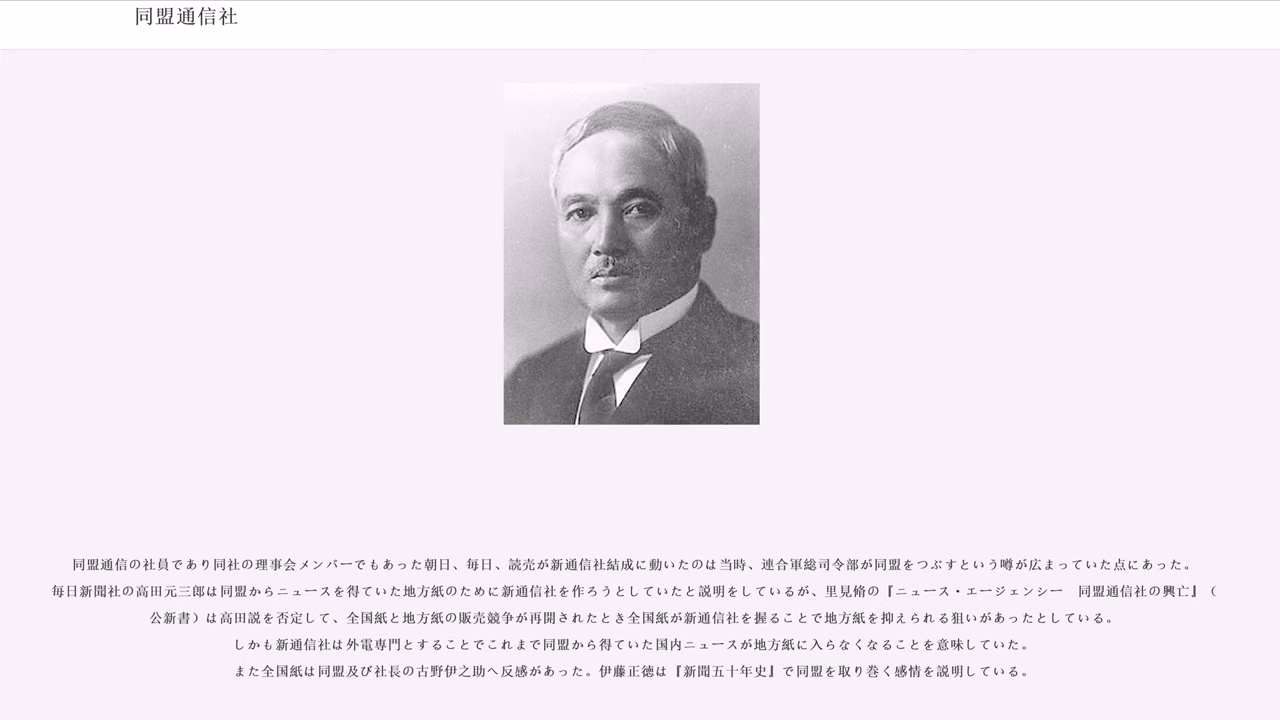 同盟通信社
同盟通信の社員であり同社の理事会メンバーでもあった朝日、毎日、読売が新通信社結成に動いたのは当時、連合軍総司令部が同盟をつぶすという噂が広まっていた点にあった。
毎日新聞社の高田元三郎は同盟からニュースを得ていた地方紙のために新通信社を作ろうとしていたと説明をしているが、里見脩の『ニュース・エージェンシー　同盟通信社の興亡』（
公新書）は高田説を否定して、全国紙と地方紙の販売競争が再開されたとき全国紙が新通信社を握ることで地方紙を抑えられる狙いがあったとしている。
しかも新通信社は外電専門とすることでこれまで同盟から得ていた国内ニュースが地方紙に入らなくなることを意味していた。
また全国紙は同盟及び社長の古野伊之助へ反感があった。伊藤正徳は『新聞五十年史』で同盟を取り巻く感情を説明している。